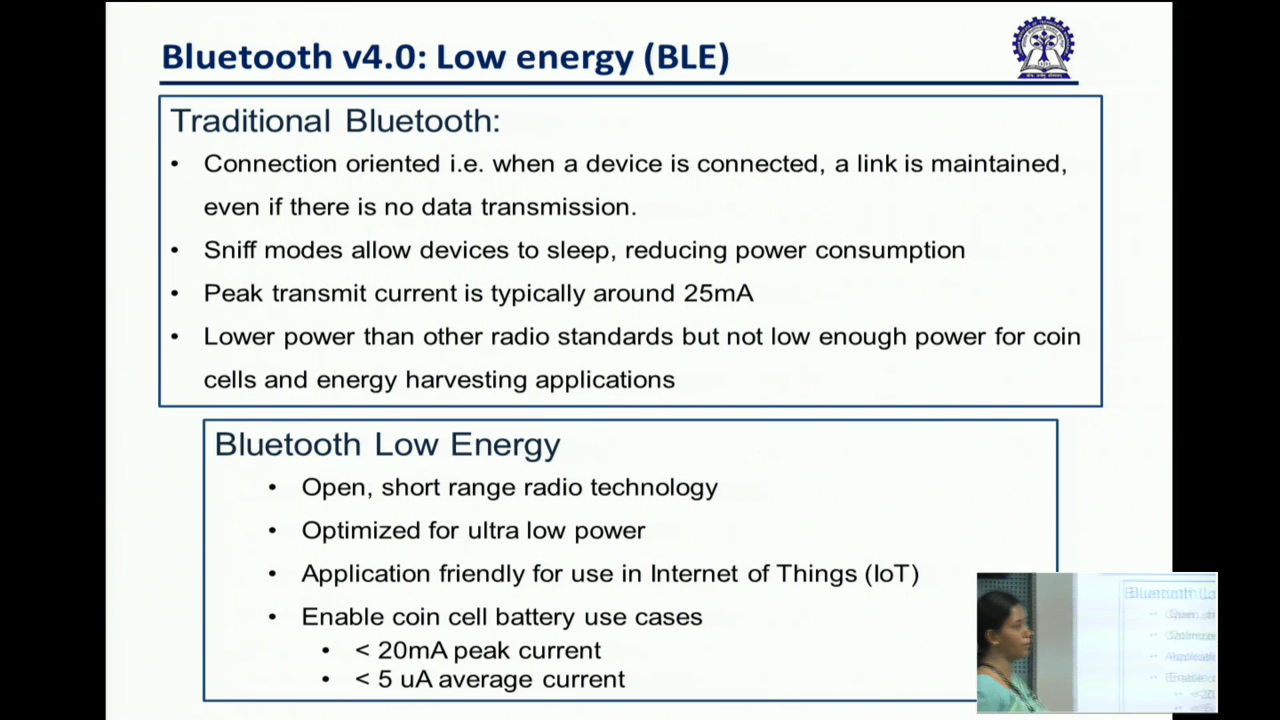 Bluetooth v4.0: Low energy (BLE)
Traditional Bluetooth:
• Connection oriented i.e. when a device is connected, a link is maintained,
even if there is no data transmission.
• Sniff modes allow devices to sleep, reducing power consumption
• Peak transmit current is typically around 25mA
• Lower power than other radio standards but not low enough power for coin
cells and energy harvesting applications
Bluetooth Low Energy
• Open, short range radio technology
• Optimized for ultra low power
• Application friendly for use in Internet of Things (IoT)
• Enable coin cell battery use cases
• < 20mA peak current
• < 5 uA average current